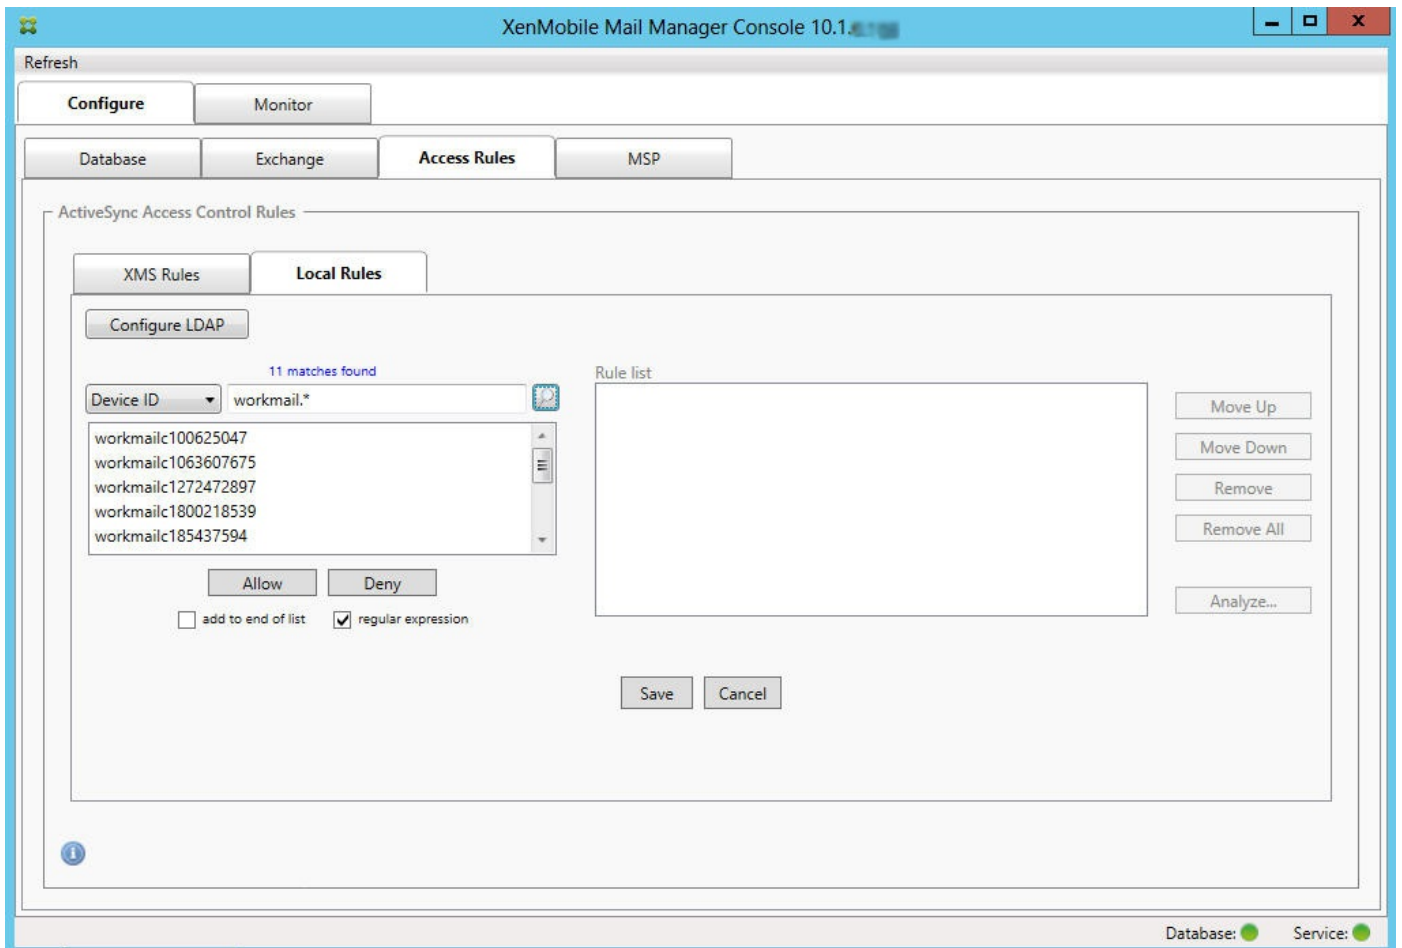 XenMobile Mail Manager Console 10.1.
Refresh
Configure Monitor
Database Exchange Access Rules MSP
ActiveSync Access Control Rules
XMS Rules Local Rules
Configure LDAP
11 matches found
Rule list
Device ID workmail.*
workmailc100625047
workmailc1063607675
workmailc1272472897
workmailc1800218539
workmailc185437594
Move Up
Move Down
Remove
Remove All
Analyze...
Allow Deny
add to end of list regular expression
Save Cancel
Database: Service: